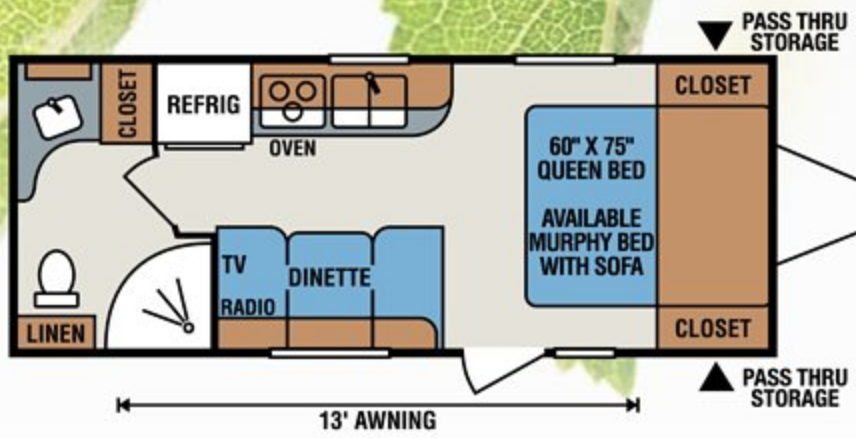 PASS THRU
STORAGE
CLOSET
REFRIG
CLOSET
OVEN
60" X 75"
QUEEN BED
AVAILABLE
MURPHY BED
WITH SOFA
TV
DINETTE
RADIO
LINEN
CLOSET
PASS THRU
STORAGE
13' AWNING